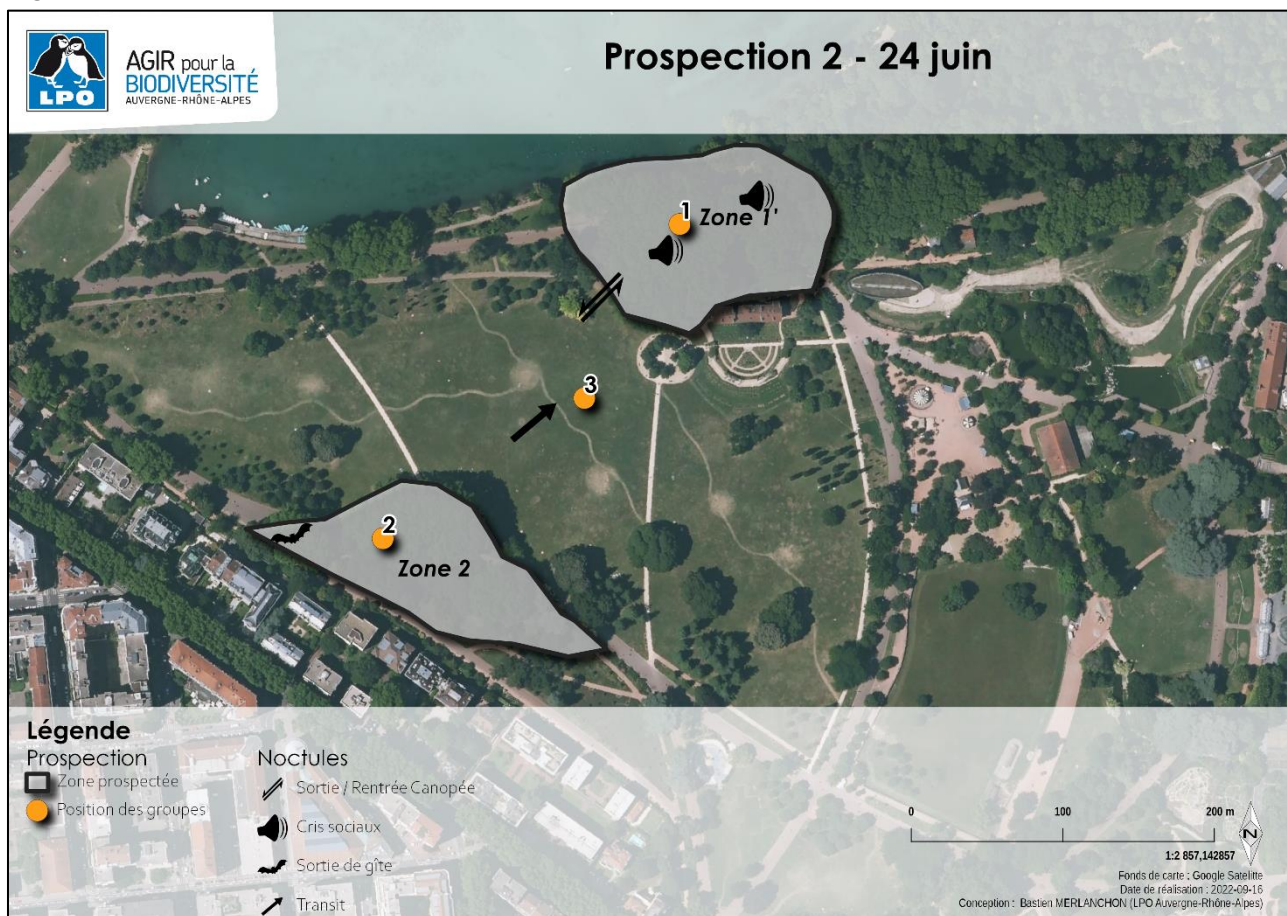 LPO
AGIR pour la
BIODIVERSITÉ
AUVERGNE-RHÔNE-ALPES
Prospection 2 - 24 juin
1
Zone 1'
3
2
Zone 2
Légende
Prospection
Zone prospectée
Position des groupes
Noctules
Sortie / Rentrée Canopée
Cris sociaux
Sortie de gîte
Transit
0 100 200 m
N
1:2 857,142857
Fonds de carte : Google Satelitte
Date de réalisation : 2022-09-16
Conception : Bastien MERLANCHON (LPO Auvergne-Rhône-Alpes)